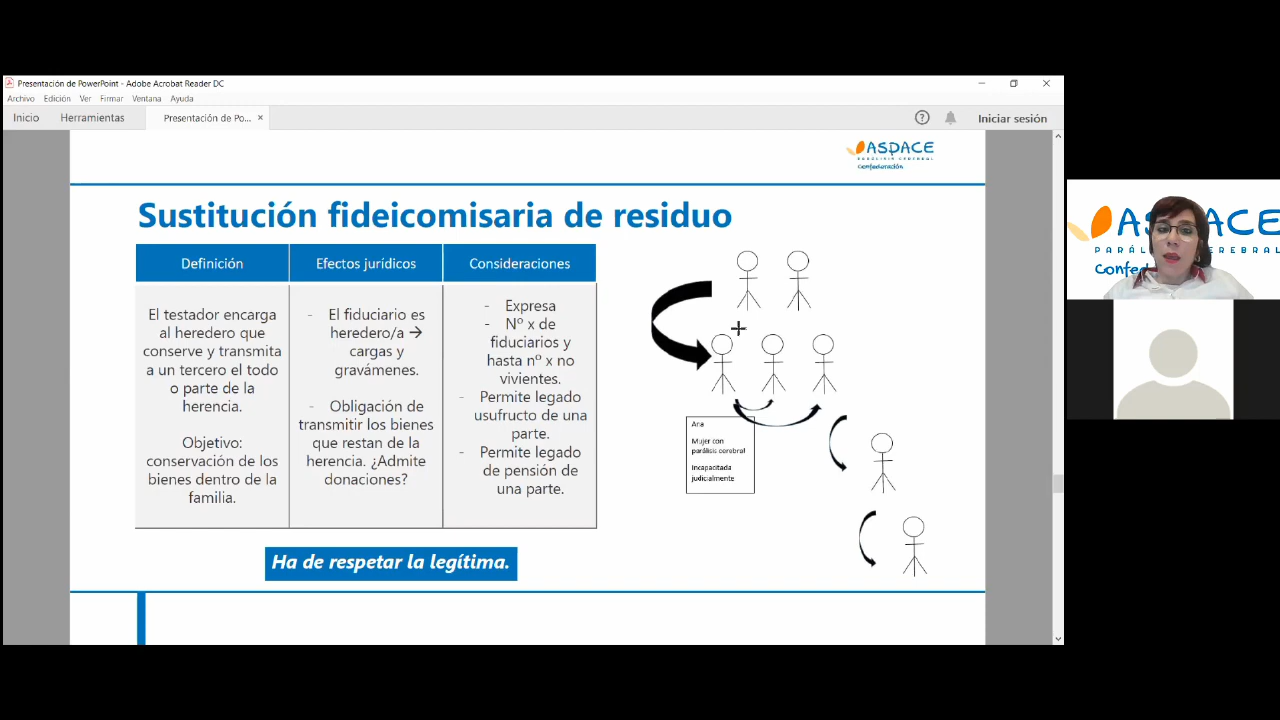 Presentación de PowerPoint - Adobe Acrobat Reader DC
Archivo Edición Ver Firmar Ventana Ayuda
Inicio Herramientas Presentación de Po... × ? Iniciar sesión
ASPACE
PARÁLISIS CEREBRAL
Confederación
Sustitución fideicomisaria de residuo
Definición
El testador encarga
al heredero que
conserve y transmita
a un tercero el todo
o parte de la
herencia.
Objetivo:
conservación de los
bienes dentro de la
familia.
Efectos jurídicos
- El fiduciario es
heredero/a →
cargas y
gravámenes.
- Obligación de
transmitir los bienes
que restan de la
herencia. ¿Admite
donaciones?
Consideraciones
- Expresa
- Nº x de
fiduciarios y
hasta nº x no
vivientes.
- Permite legado
usufructo de una
parte.
- Permite legado
de pensión de
una parte.
Ha de respetar la legítima.
Ana
Mujer con
parálisis cerebral
Incapacitada
judicialmente